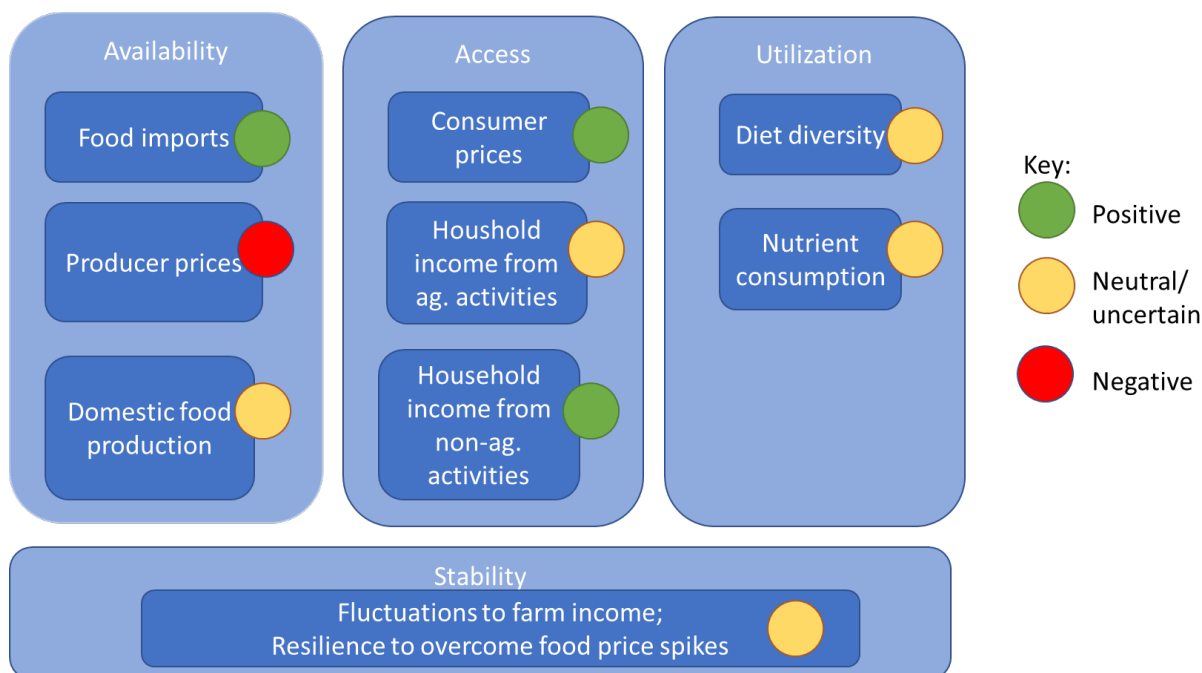 Availability
Food imports
Producer prices
Domestic food
production
Access
Consumer
prices
Houshold
income from
ag. activities
Household
income from
non-ag.
activities
Utilization
Diet diversity
Nutrient
consumption
Key:
Positive
Neutral/
uncertain
Negative
Stability
Fluctuations to farm income;
Resilience to overcome food price spikes